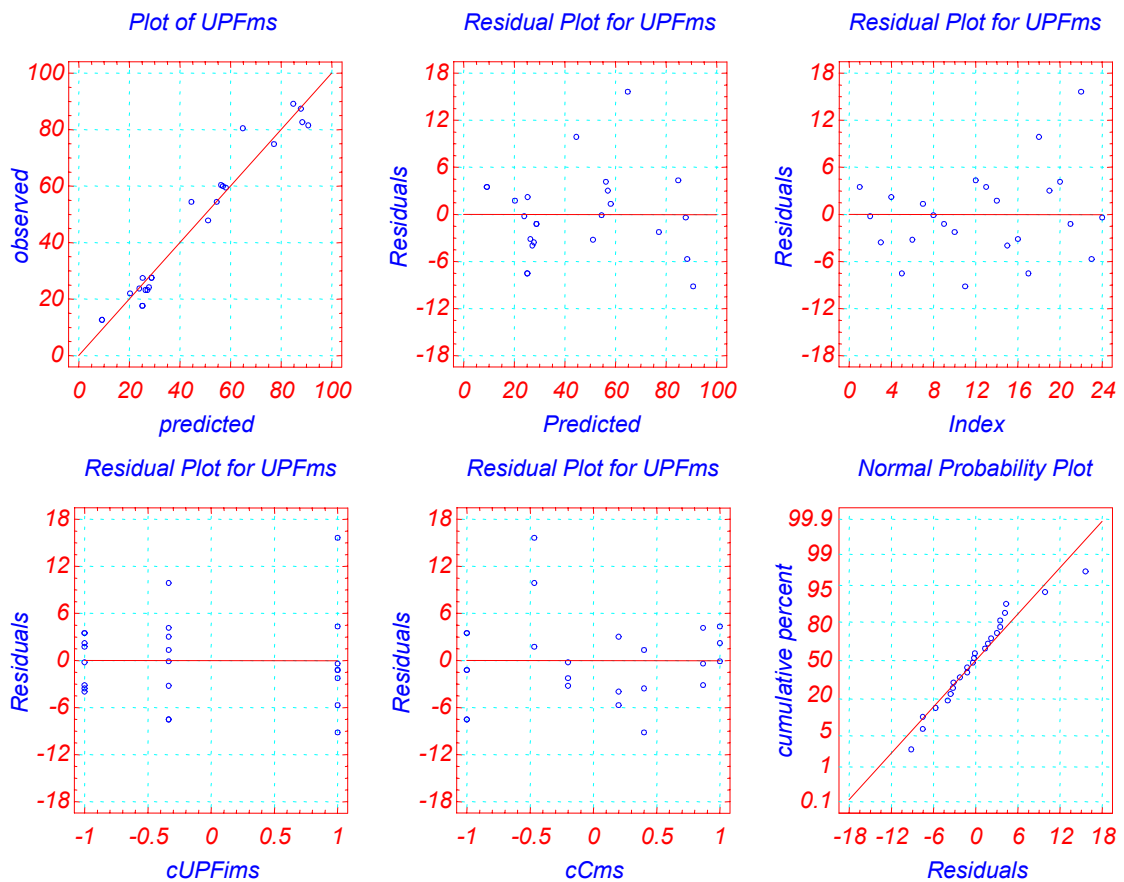 Plot of UPFms
Residual Plot for UPFms
Residual Plot for UPFms
100
80
60
40
20
0
observed
0 20 40 60 80 100
predicted
18
12
6
0
-6
-12
-18
Residuals
0 20 40 60 80 100
Predicted
18
12
6
0
-6
-12
-18
Residuals
0 4 8 12 16 20 24
Index
Residual Plot for UPFms
Residual Plot for UPFms
Normal Probability Plot
18
12
6
0
-6
-12
-18
Residuals
-1 -0.5 0 0.5 1
cUPFims
18
12
6
0
-6
-12
-18
Residuals
-1 -0.5 0 0.5 1
cCms
99.9
99
95
80
50
20
5
1
0.1
cumulative percent
-18 -12 -6 0 6 12 18
Residuals